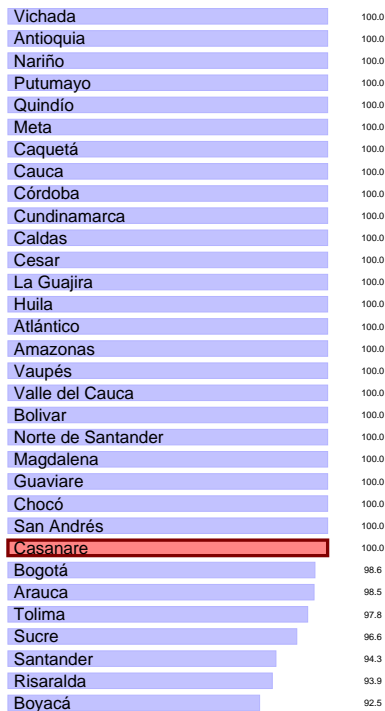 Vichada 100.0
Antioquia 100.0
Nariño 100.0
Putumayo 100.0
Quindío 100.0
Meta 100.0
Caquetá 100.0
Cauca 100.0
Córdoba 100.0
Cundinamarca 100.0
Caldas 100.0
Cesar 100.0
La Guajira 100.0
Huila 100.0
Atlántico 100.0
Amazonas 100.0
Vaupés 100.0
Valle del Cauca 100.0
Bolivar 100.0
Norte de Santander 100.0
Magdalena 100.0
Guaviare 100.0
Chocó 100.0
San Andrés 100.0
Casanare 100.0
Bogotá 98.6
Arauca 98.5
Tolima 97.8
Sucre 96.6
Santander 94.3
Risaralda 93.9
Boyacá 92.5